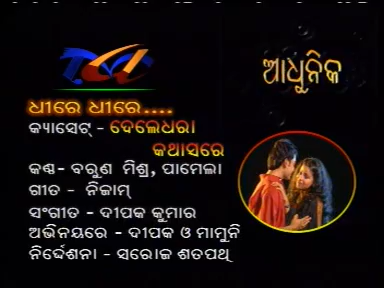 ଆଧୁନିକ
ଧୀରେ ଧୀରେ....
କ୍ୟାସେଟ୍ - ଦେଲେଧରା
କଥାସରେ
କଣ୍ଠ- ବରୁଣ ମିଶ୍ର, ପାମେଲା
ଗୀତ - ନିଜାମ୍
ସଂଗୀତ - ଦୀପକ କୁମାର
ଅଭିନୟରେ - ଦୀପକ ଓ ମାମୁନି
ନିର୍ଦ୍ଦେଶନା - ସରୋଜ ଶତପଥି